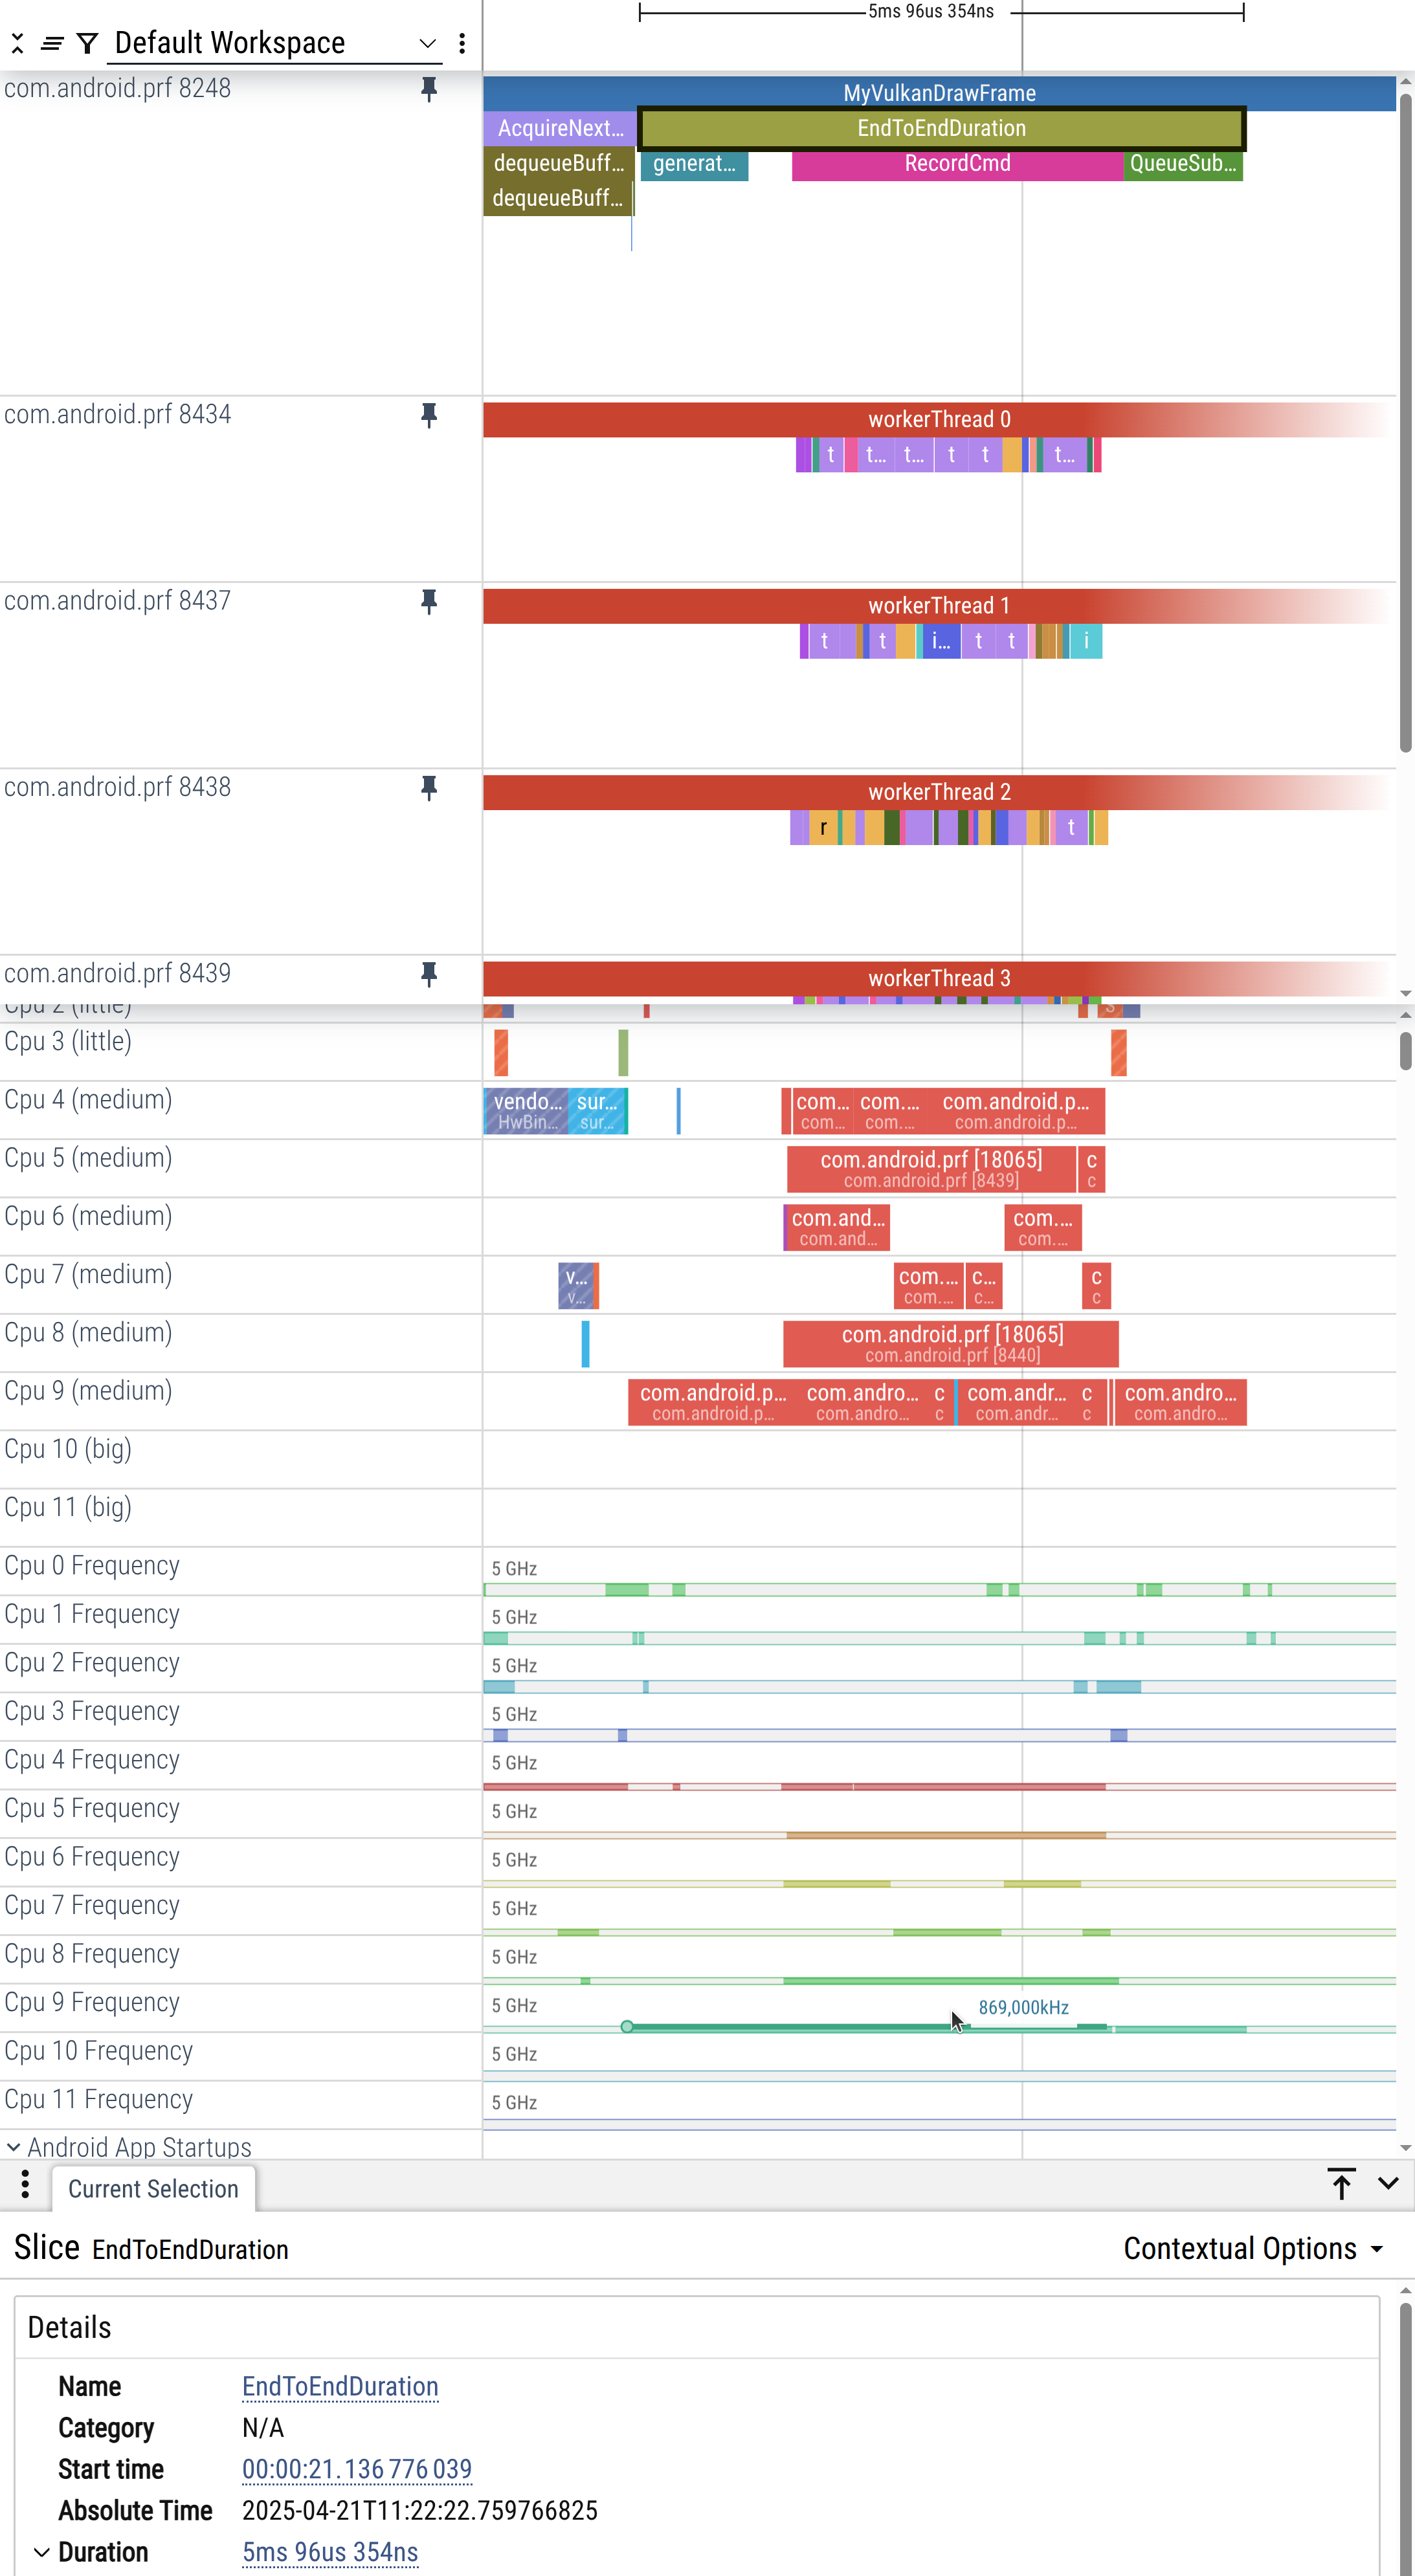 5ms 96us 354ns
Default Workspace
com.android.prf 8248
MyVulkanDrawFrame
AcquireNext...
EndToEndDuration
dequeueBuff...
generat...
RecordCmd
QueueSub...
dequeueBuff...
com.android.prf 8434
workerThread 0
t t... t... t t t...
com.android.prf 8437
workerThread 1
t t i... t t i
com.android.prf 8438
workerThread 2
r t
com.android.prf 8439
workerThread 3
Cpu 2 (little)
Cpu 3 (little)
Cpu 4 (medium)
vendo... sur... com... com.... com.android.p...
HwBin... sur... com... com.... com.android.p...
Cpu 5 (medium)
com.android.prf [18065] c
com.android.prf [8439] c
Cpu 6 (medium)
com.and... com....
com.and... com....
Cpu 7 (medium)
v... com.... c... c
v... com.... c... c
Cpu 8 (medium)
com.android.prf [18065]
com.android.prf [8440]
Cpu 9 (medium)
com.android.p... com.andro... c com.andr... c com.andro...
com.android.p... com.andro... c com.andr... c com.andro...
Cpu 10 (big)
Cpu 11 (big)
Cpu 0 Frequency
5 GHz
Cpu 1 Frequency
5 GHz
Cpu 2 Frequency
5 GHz
Cpu 3 Frequency
5 GHz
Cpu 4 Frequency
5 GHz
Cpu 5 Frequency
5 GHz
Cpu 6 Frequency
5 GHz
Cpu 7 Frequency
5 GHz
Cpu 8 Frequency
5 GHz
Cpu 9 Frequency
5 GHz
869,000kHz
Cpu 10 Frequency
5 GHz
Cpu 11 Frequency
5 GHz
Android App Startups
Current Selection
Slice EndToEndDuration
Contextual Options
Details
Name EndToEndDuration
Category N/A
Start time 00:00:21.136 776 039
Absolute Time 2025-04-21T11:22:22.759766825
Duration 5ms 96us 354ns